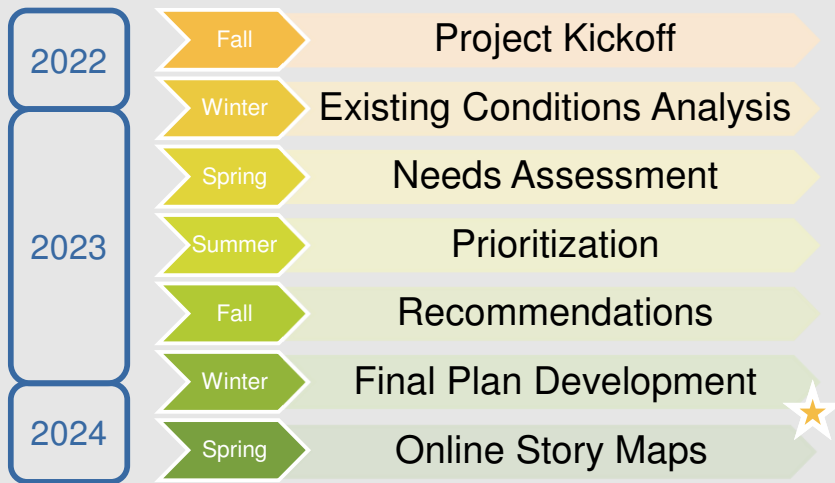 2022
Fall
Project Kickoff
Winter
Existing Conditions Analysis
2023
Spring
Needs Assessment
Summer
Prioritization
Fall
Recommendations
Winter
Final Plan Development
2024
Spring
Online Story Maps